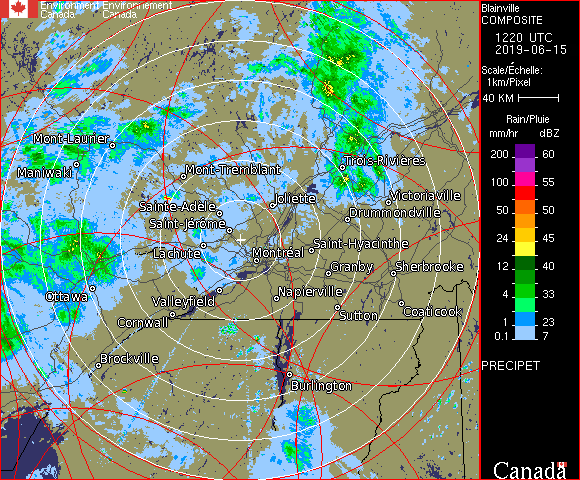 Environment Environnement
Canada Canada
Blainville
COMPOSITE
1220 UTC
2019-06-15
Scale/Échelle:
1km/Pixel
40 KM
Rain/Pluie
mm/hr dBZ
200 60
100 55
50 50
24 45
12 40
4 33
1 23
0.1 7
PRECIPET
Canada
Mont-Laurier
Maniwaki
Mont-Tremblant
Trois-Rivières
Sainte-Adèle
Joliette
Victoriaville
Saint-Jérôme
Drummondville
Lachute
Montréal
Saint-Hyacinthe
Granby
Sherbrooke
Ottawa
Valleyfield
Napierville
Cornwall
Sutton
Coaticook
Brockville
Burlington